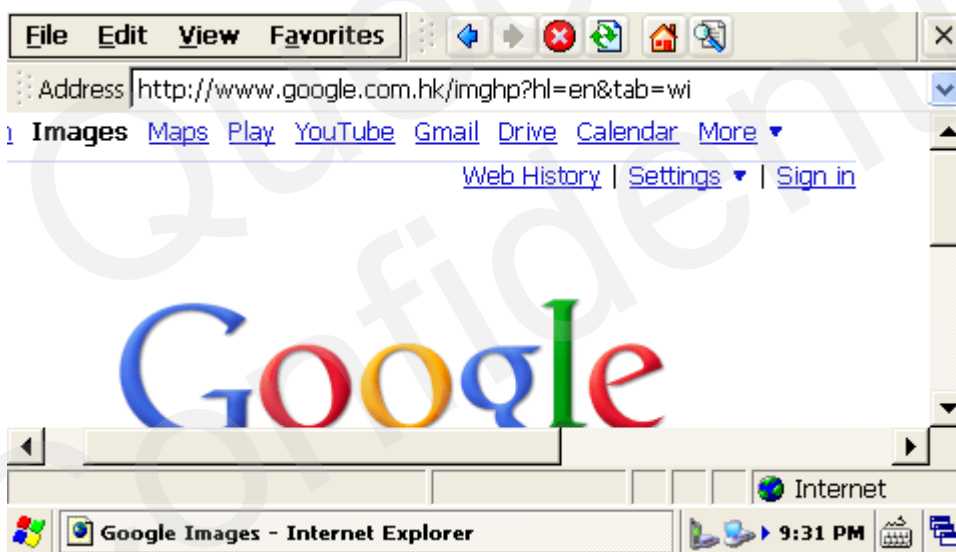 File Edit View Favorites
Address http://www.google.com.hk/imghp?hl=en&tab=wi
Images Maps Play YouTube Gmail Drive Calendar More
Web History | Settings | Sign in
Google
Internet
Google Images - Internet Explorer 9:31 PM